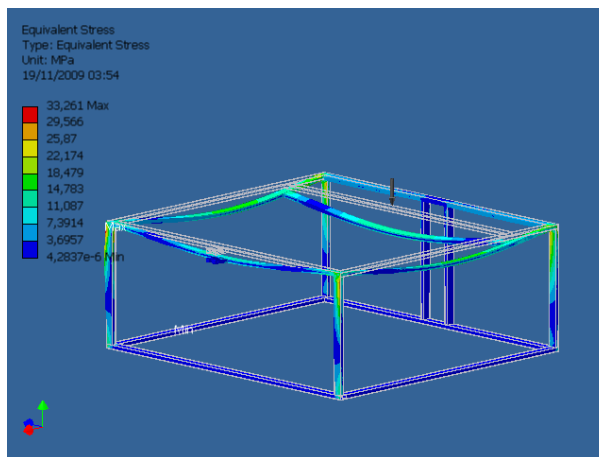 Equivalent Stress
Type: Equivalent Stress
Unit: MPa
19/11/2009 03:54
33,261 Max
29,566
25,87
22,174
18,479
14,783
11,087
7,3914
3,6957
4,2837e-6 Min
Max
Min